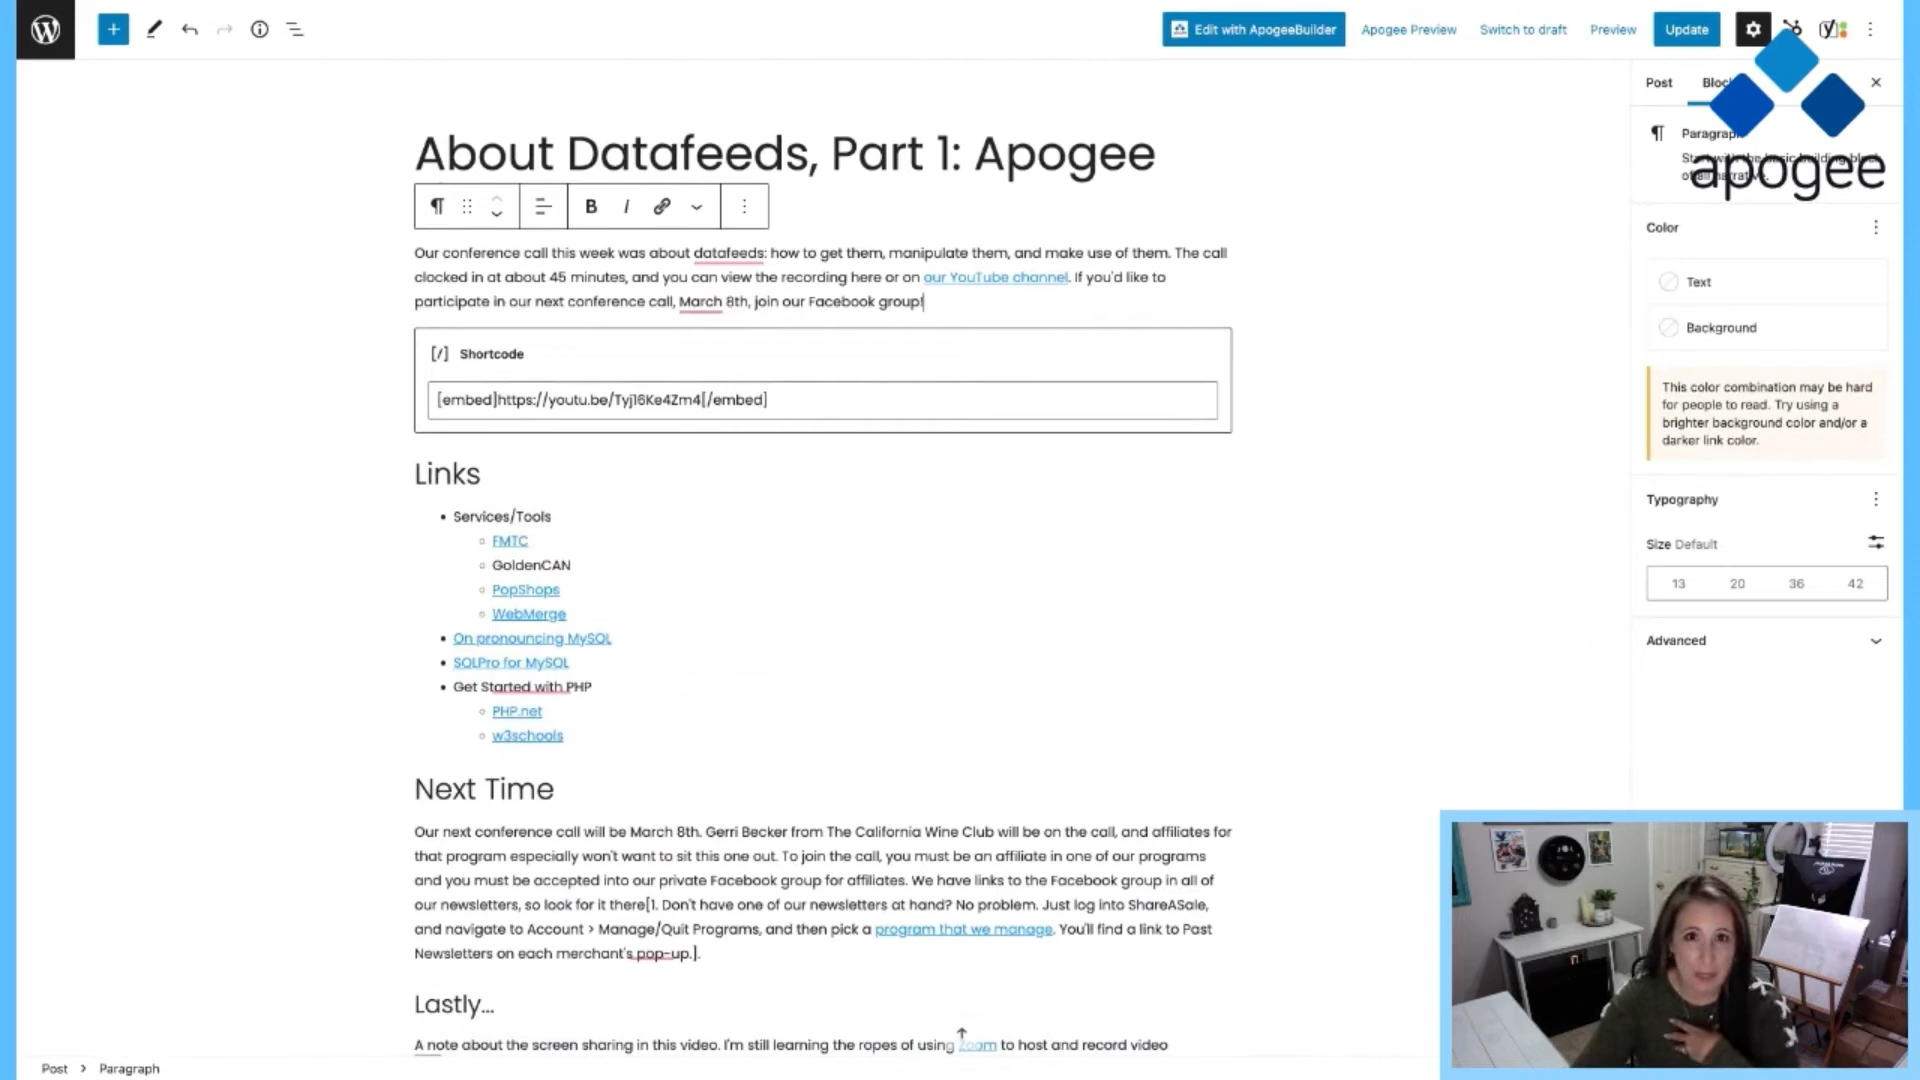 Edit with ApogeeBuilder
Apogee Preview
Switch to draft
Preview
Update
Post
About Datafeeds, Part 1: Apogee
Our conference call this week was about datafeeds: how to get them, manipulate them, and make use of them. The call
clocked in at about 45 minutes, and you can view the recording here or on our YouTube channel. If you'd like to
participate in our next conference call, March 8th, join our Facebook group!
[/] Shortcode
[embed]https://youtu.be/Tyj16Ke4Zm4[/embed]
Links
Services/Tools
FMTC
GoldenCAN
PopShops
WebMerge
On pronouncing MySQL
SQLPro for MySQL
Get Started with PHP
PHP.net
w3schools
Next Time
Our next conference call will be March 8th. Gerri Becker from The California Wine Club will be on the call, and affiliates for
that program especially won't want to sit this one out. To join the call, you must be an affiliate in one of our programs
and you must be accepted into our private Facebook group for affiliates. We have links to the Facebook group in all of
our newsletters, so look for it there[1. Don't have one of our newsletters at hand? No problem. Just log into ShareASale,
and navigate to Account > Manage/Quit Programs, and then pick a program that we manage. You'll find a link to Past
Newsletters on each merchant's pop-up.].
Lastly...
A note about the screen sharing in this video. I'm still learning the ropes of using Zoom to host and record video
Post > Paragraph
apogee
Color
Text
Background
This color combination may be hard
for people to read. Try using a
brighter background color and/or a
darker link color.
Typography
Size Default
13 20 36 42
Advanced